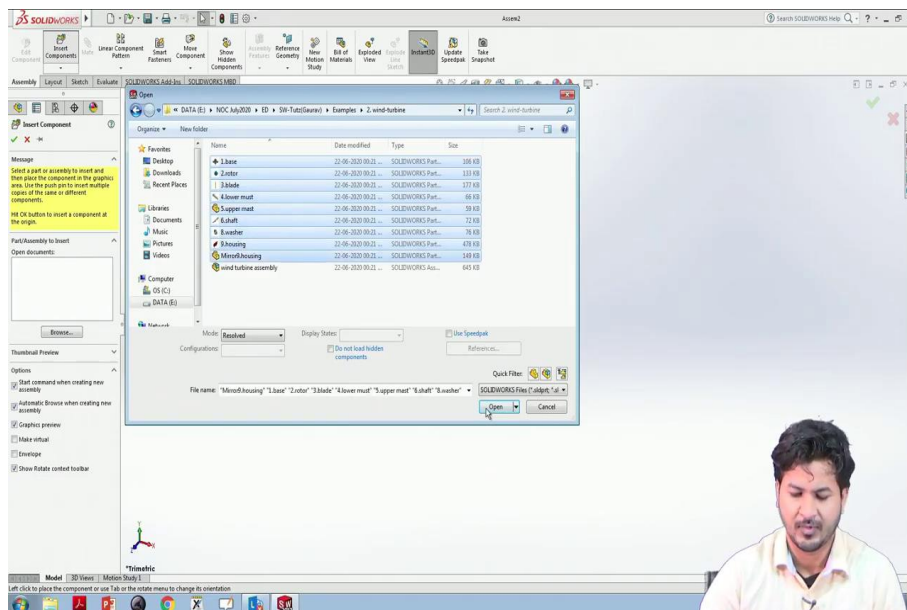 SOLIDWORKS
Assem2
Search SOLIDWORKS Help
Edit Component
Insert Components
Mate
Linear Component Pattern
Smart Fasteners
Move Component
Show Hidden Components
Assembly Features
Reference Geometry
New Motion Study
Bill of Materials
Exploded View
Explode Line Sketch
Instant3D
Update Speedpak
Take Snapshot
Assembly Layout Sketch Evaluate SOLIDWORKS Add-Ins SOLIDWORKS MBD
Insert Component
Message
Select a part or assembly to insert and
then place the component in the graphics
area. Use the push pin to insert multiple
copies of the same or different
components.
Hit OK button to insert a component at
the origin.
Part/Assembly to Insert
Open documents:
Browse...
Thumbnail Preview
Options
Start command when creating new
assembly
Automatic Browse when creating new
assembly
Graphics preview
Make virtual
Envelope
Show Rotate context toolbar
Open
« DATA (E:) ▸ NOC July2020 ▸ ED ▸ SW-Tutz(Gaurav) ▸ Examples ▸ 2. wind-turbine
Search 2. wind-turbine
Organize New folder
Favorites
Desktop
Downloads
Recent Places
Libraries
Documents
Music
Pictures
Videos
Computer
OS (C:)
DATA (E:)
Network
Name Date modified Type Size
1.base 22-06-2020 00:21 ... SOLIDWORKS Part... 106 KB
2.rotor 22-06-2020 00:21 ... SOLIDWORKS Part... 133 KB
3.blade 22-06-2020 00:21 ... SOLIDWORKS Part... 177 KB
4.lower must 22-06-2020 00:21 ... SOLIDWORKS Part... 66 KB
5.upper mast 22-06-2020 00:21 ... SOLIDWORKS Part... 59 KB
6.shaft 22-06-2020 00:21 ... SOLIDWORKS Part... 72 KB
8.washer 22-06-2020 00:21 ... SOLIDWORKS Part... 76 KB
9.housing 22-06-2020 00:21 ... SOLIDWORKS Part... 478 KB
Mirror9.housing 22-06-2020 00:21 ... SOLIDWORKS Part... 149 KB
wind turbine assembly 22-06-2020 00:21 ... SOLIDWORKS Ass... 645 KB
Mode: Resolved
Configurations:
Display States:
Do not load hidden
components
Use Speedpak
References...
Quick Filter:
File name: "Mirror9.housing" "1.base" "2.rotor" "3.blade" "4.lower must" "5.upper mast" "6.shaft" "8.washer"
SOLIDWORKS Files (*.sldprt; *.sl
Open Cancel
*Trimetric
Model 3D Views Motion Study 1
Left click to place the component or use Tab or the rotate menu to change its orientation